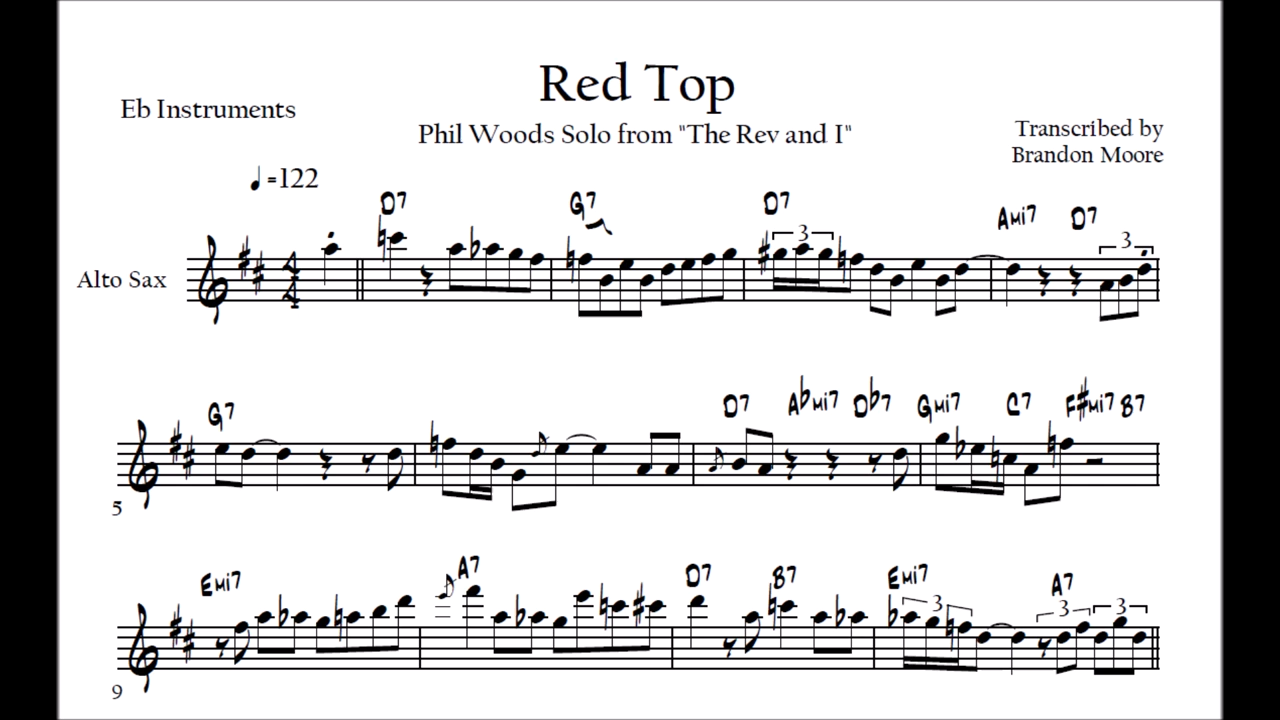 Red Top
Eb Instruments
Phil Woods Solo from "The Rev and I"
Transcribed by
Brandon Moore
♩=122
D7 G7 D7 Ami7 D7
3 3
Alto Sax
4
4
G7 D7 Abmi7 Db7 Gmi7 C7 F#mi7 B7
5
Emi7 A7 D7 B7 Emi7 A7
3 3 3
9